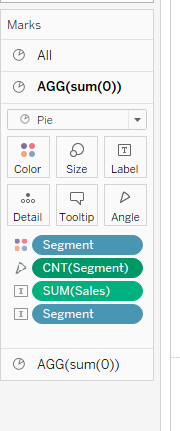 Marks
All
AGG(sum(0))
Pie
Color Size Label
Detail Tooltip Angle
Segment
CNT(Segment)
SUM(Sales)
Segment
AGG(sum(0))